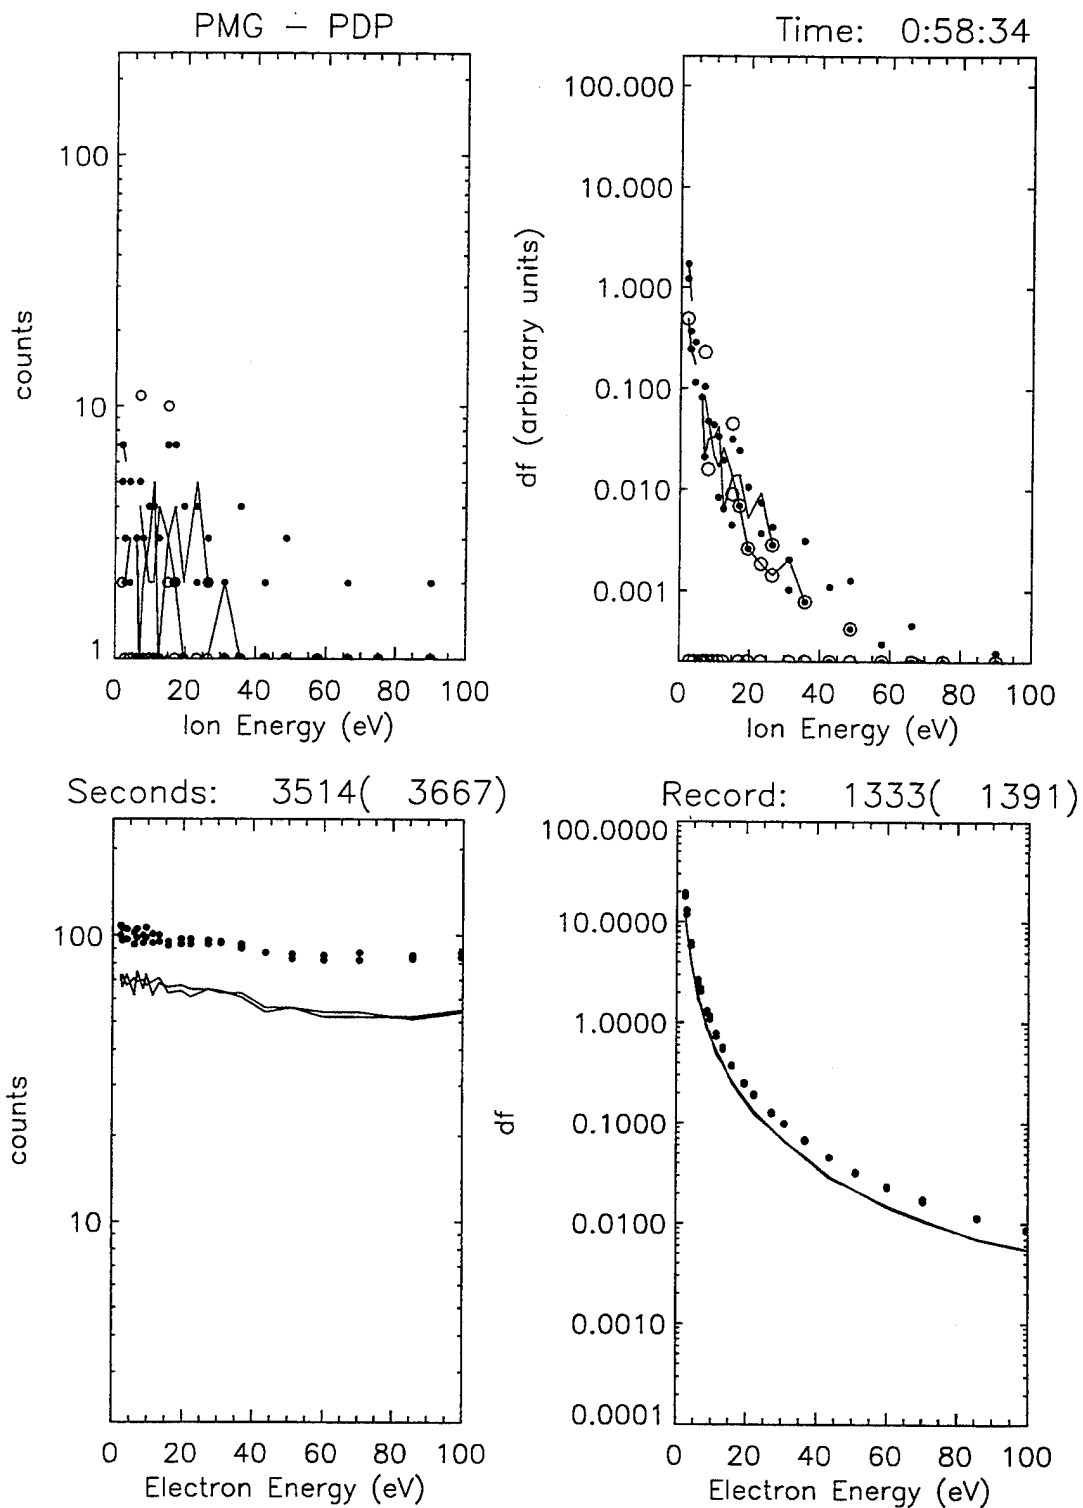 PMG – PDP
Time: 0:58:34
100
10
1
counts
0 20 40 60 80 100
Ion Energy (eV)
100.000
10.000
1.000
0.100
0.010
0.001
df (arbitrary units)
0 20 40 60 80 100
Ion Energy (eV)
Seconds: 3514( 3667)
Record: 1333( 1391)
100
10
counts
0 20 40 60 80 100
Electron Energy (eV)
100.0000
10.0000
1.0000
0.1000
0.0100
0.0010
0.0001
df
0 20 40 60 80 100
Electron Energy (eV)